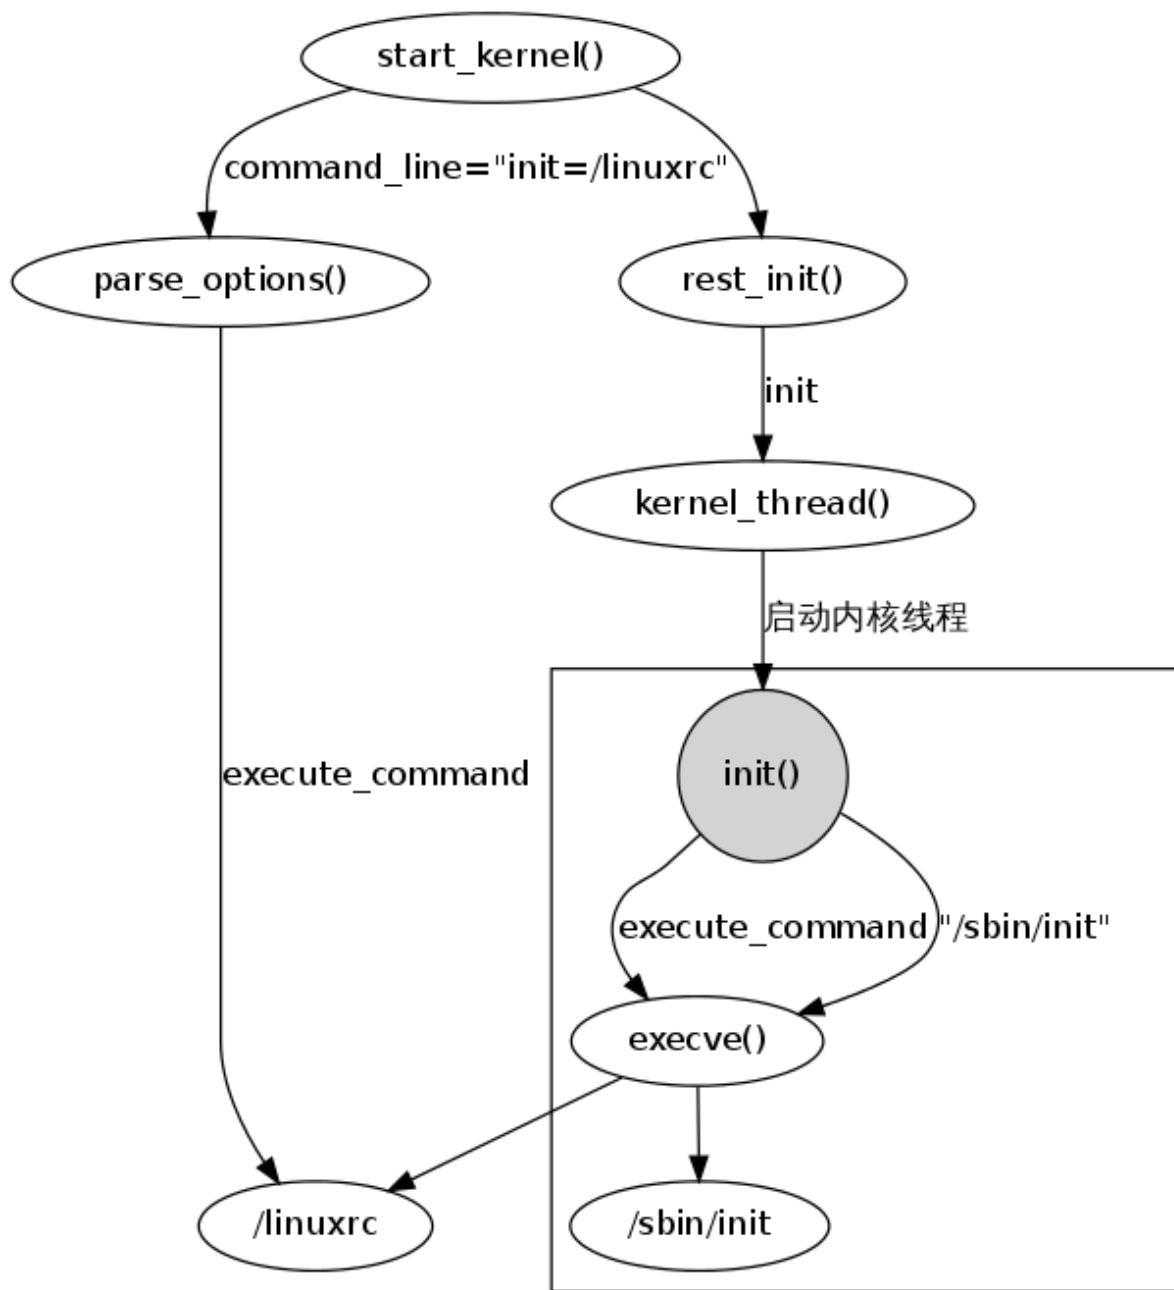 start_kernel()
command_line="init=/linuxrc"
parse_options()
rest_init()
init
kernel_thread()
启动内核线程
execute_command
init()
execute_command
"/sbin/init"
execve()
/linuxrc
/sbin/init